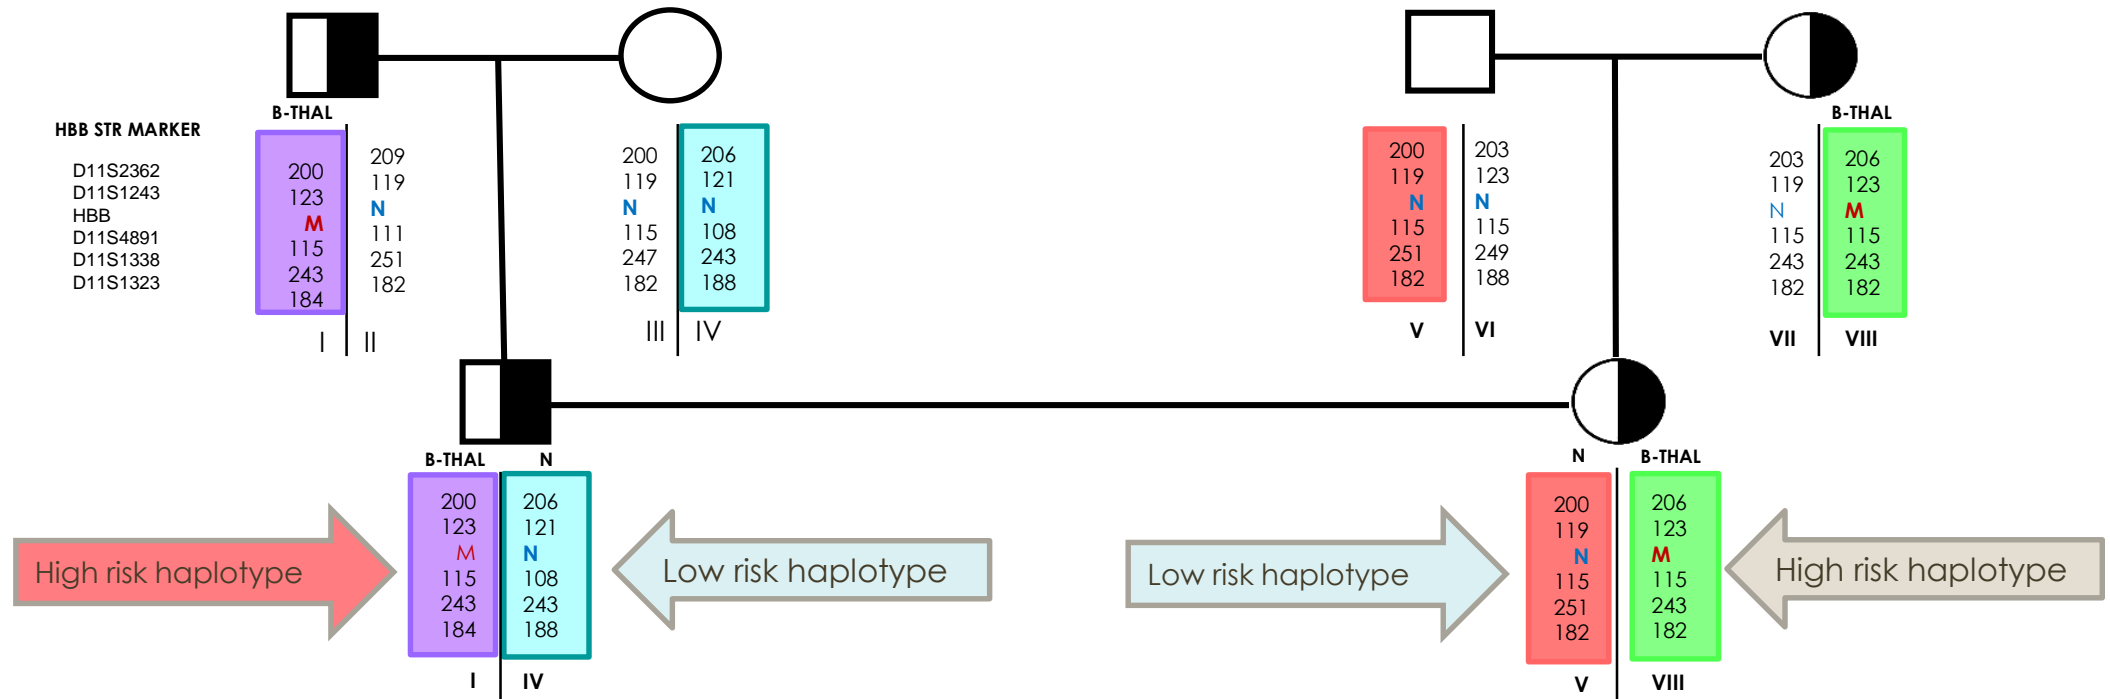 B-THAL
B-THAL
HBB STR MARKER
D11S2362
D11S1243
HBB
D11S4891
D11S1338
D11S1323
200
123
M
115
243
184
I
209
119
N
111
251
182
II
200
119
N
115
247
182
III
206
121
N
108
243
188
IV
200
119
N
115
251
182
V
203
123
N
115
249
188
VI
203
119
N
115
243
182
VII
206
123
M
115
243
182
VIII
B-THAL N
N B-THAL
High risk haplotype
200
123
M
115
243
184
I
206
121
N
108
243
188
IV
Low risk haplotype
Low risk haplotype
200
119
N
115
251
182
V
206
123
M
115
243
182
VIII
High risk haplotype